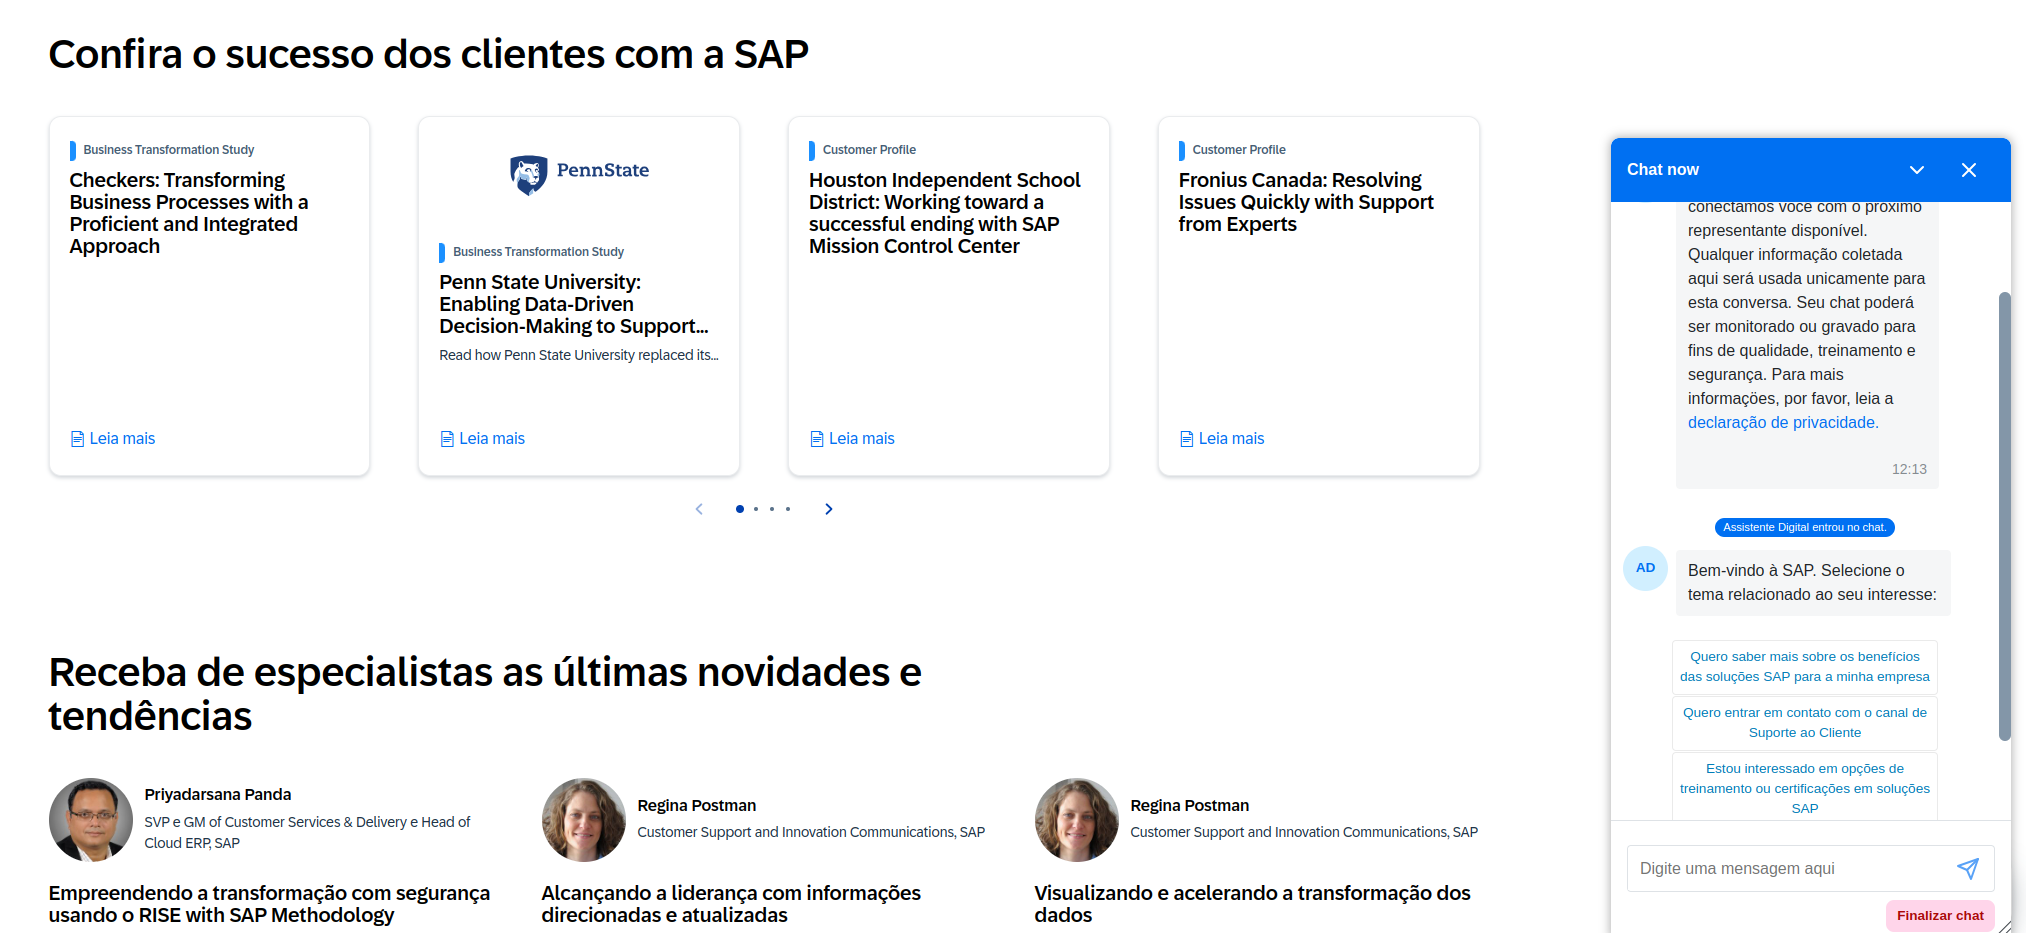 Confira o sucesso dos clientes com a SAP
Business Transformation Study
Checkers: Transforming
Business Processes with a
Proficient and Integrated
Approach
Leia mais
PennState
Business Transformation Study
Penn State University:
Enabling Data-Driven
Decision-Making to Support...
Read how Penn State University replaced its...
Leia mais
Customer Profile
Houston Independent School
District: Working toward a
successful ending with SAP
Mission Control Center
Leia mais
Customer Profile
Fronius Canada: Resolving
Issues Quickly with Support
from Experts
Leia mais
Receba de especialistas as últimas novidades e
tendências
Priyadarsana Panda
SVP e GM of Customer Services & Delivery e Head of
Cloud ERP, SAP
Empreendendo a transformação com segurança
usando o RISE with SAP Methodology
Regina Postman
Customer Support and Innovation Communications, SAP
Alcançando a liderança com informações
direcionadas e atualizadas
Regina Postman
Customer Support and Innovation Communications, SAP
Visualizando e acelerando a transformação dos
dados
Chat now
conectamos você com o próximo
representante disponível.
Qualquer informação coletada
aqui será usada unicamente para
esta conversa. Seu chat poderá
ser monitorado ou gravado para
fins de qualidade, treinamento e
segurança. Para mais
informaçöes, por favor, leia a
declaração de privacidade.
12:13
Assistente Digital entrou no chat.
AD
Bem-vindo à SAP. Selecione o
tema relacionado ao seu interesse:
Quero saber mais sobre os benefícios
das soluções SAP para a minha empresa
Quero entrar em contato com o canal de
Suporte ao Cliente
Estou interessado em opções de
treinamento ou certificações em soluções
SAP
Digite uma mensagem aqui
Finalizar chat